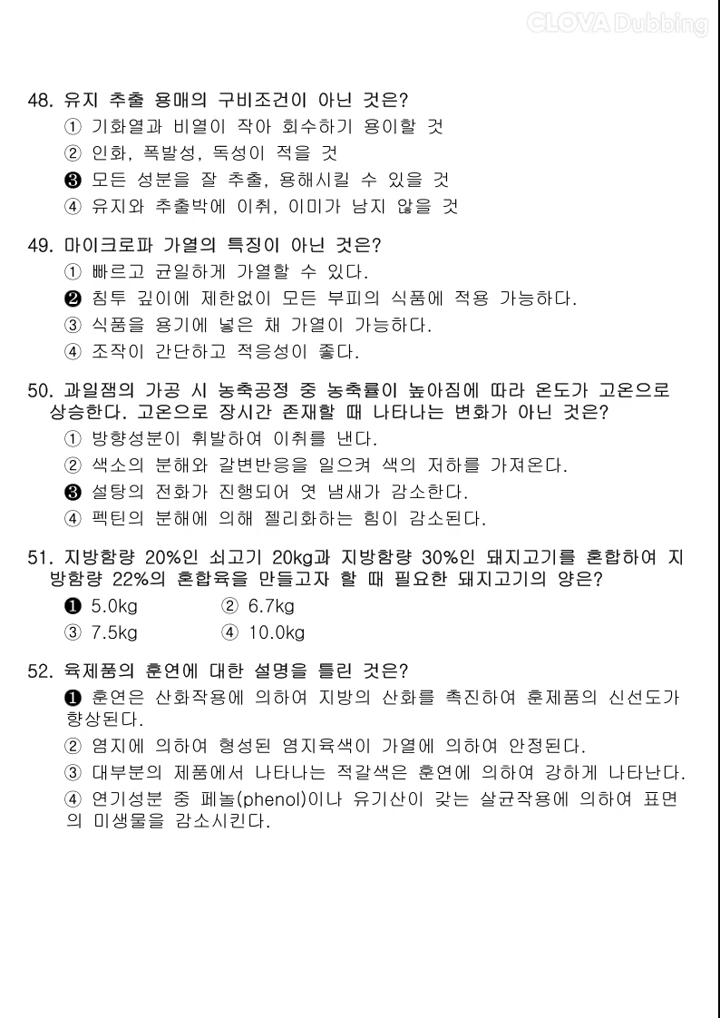 CLOVA Dubbing
48. 유지 추출 용매의 구비조건이 아닌 것은?
① 기화열과 비열이 작아 회수하기 용이할 것
② 인화, 폭발성, 독성이 적을 것
❸ 모든 성분을 잘 추출, 용해시킬 수 있을 것
④ 유지와 추출박에 이취, 이미가 남지 않을 것
49. 마이크로파 가열의 특징이 아닌 것은?
① 빠르고 균일하게 가열할 수 있다.
❷ 침투 깊이에 제한없이 모든 부피의 식품에 적용 가능하다.
③ 식품을 용기에 넣은 채 가열이 가능하다.
④ 조작이 간단하고 적응성이 좋다.
50. 과일잼의 가공 시 농축공정 중 농축률이 높아짐에 따라 온도가 고온으로
상승한다. 고온으로 장시간 존재할 때 나타나는 변화가 아닌 것은?
① 방향성분이 휘발하여 이취를 낸다.
② 색소의 분해와 갈변반응을 일으켜 색의 저하를 가져온다.
❸ 설탕의 전화가 진행되어 엿 냄새가 감소한다.
④ 펙틴의 분해에 의해 젤리화하는 힘이 감소된다.
51. 지방함량 20%인 쇠고기 20kg과 지방함량 30%인 돼지고기를 혼합하여 지
방함량 22%의 혼합육을 만들고자 할 때 필요한 돼지고기의 양은?
❶ 5.0kg ② 6.7kg
③ 7.5kg ④ 10.0kg
52. 육제품의 훈연에 대한 설명을 틀린 것은?
❶ 훈연은 산화작용에 의하여 지방의 산화를 촉진하여 훈제품의 신선도가
향상된다.
② 염지에 의하여 형성된 염지육색이 가열에 의하여 안정된다.
③ 대부분의 제품에서 나타나는 적갈색은 훈연에 의하여 강하게 나타난다.
④ 연기성분 중 페놀(phenol)이나 유기산이 갖는 살균작용에 의하여 표면
의 미생물을 감소시킨다.